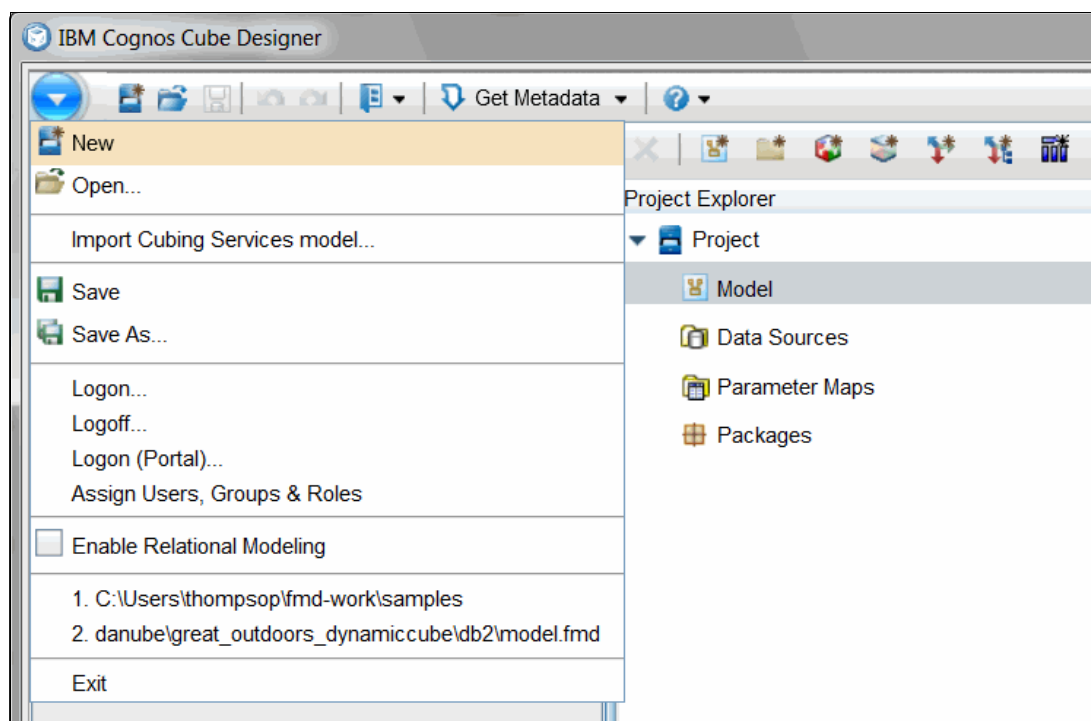 IBM Cognos Cube Designer
Get Metadata
New
Open...
Import Cubing Services model...
Save
Save As...
Logon...
Logoff...
Logon (Portal)...
Assign Users, Groups & Roles
Enable Relational Modeling
1. C:\Users\thompsop\fmd-work\samples
2. danube\great_outdoors_dynamiccube\db2\model.fmd
Exit
Project Explorer
Project
Model
Data Sources
Parameter Maps
Packages